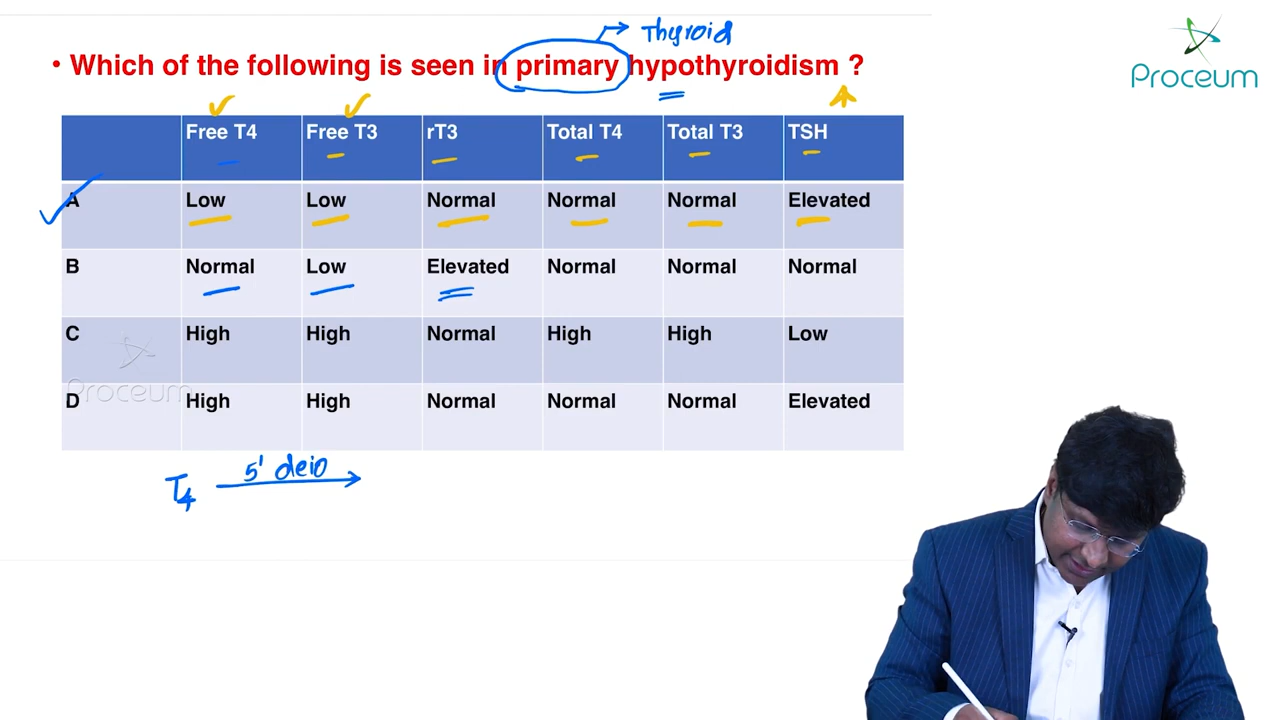 Thyroid
Proceum
• Which of the following is seen in primary hypothyroidism ?
Free T4 Free T3 rT3 Total T4 Total T3 TSH
A Low Low Normal Normal Normal Elevated
B Normal Low Elevated Normal Normal Normal
C High High Normal High High Low
Proceum
D High High Normal Normal Normal Elevated
5' deio
T4